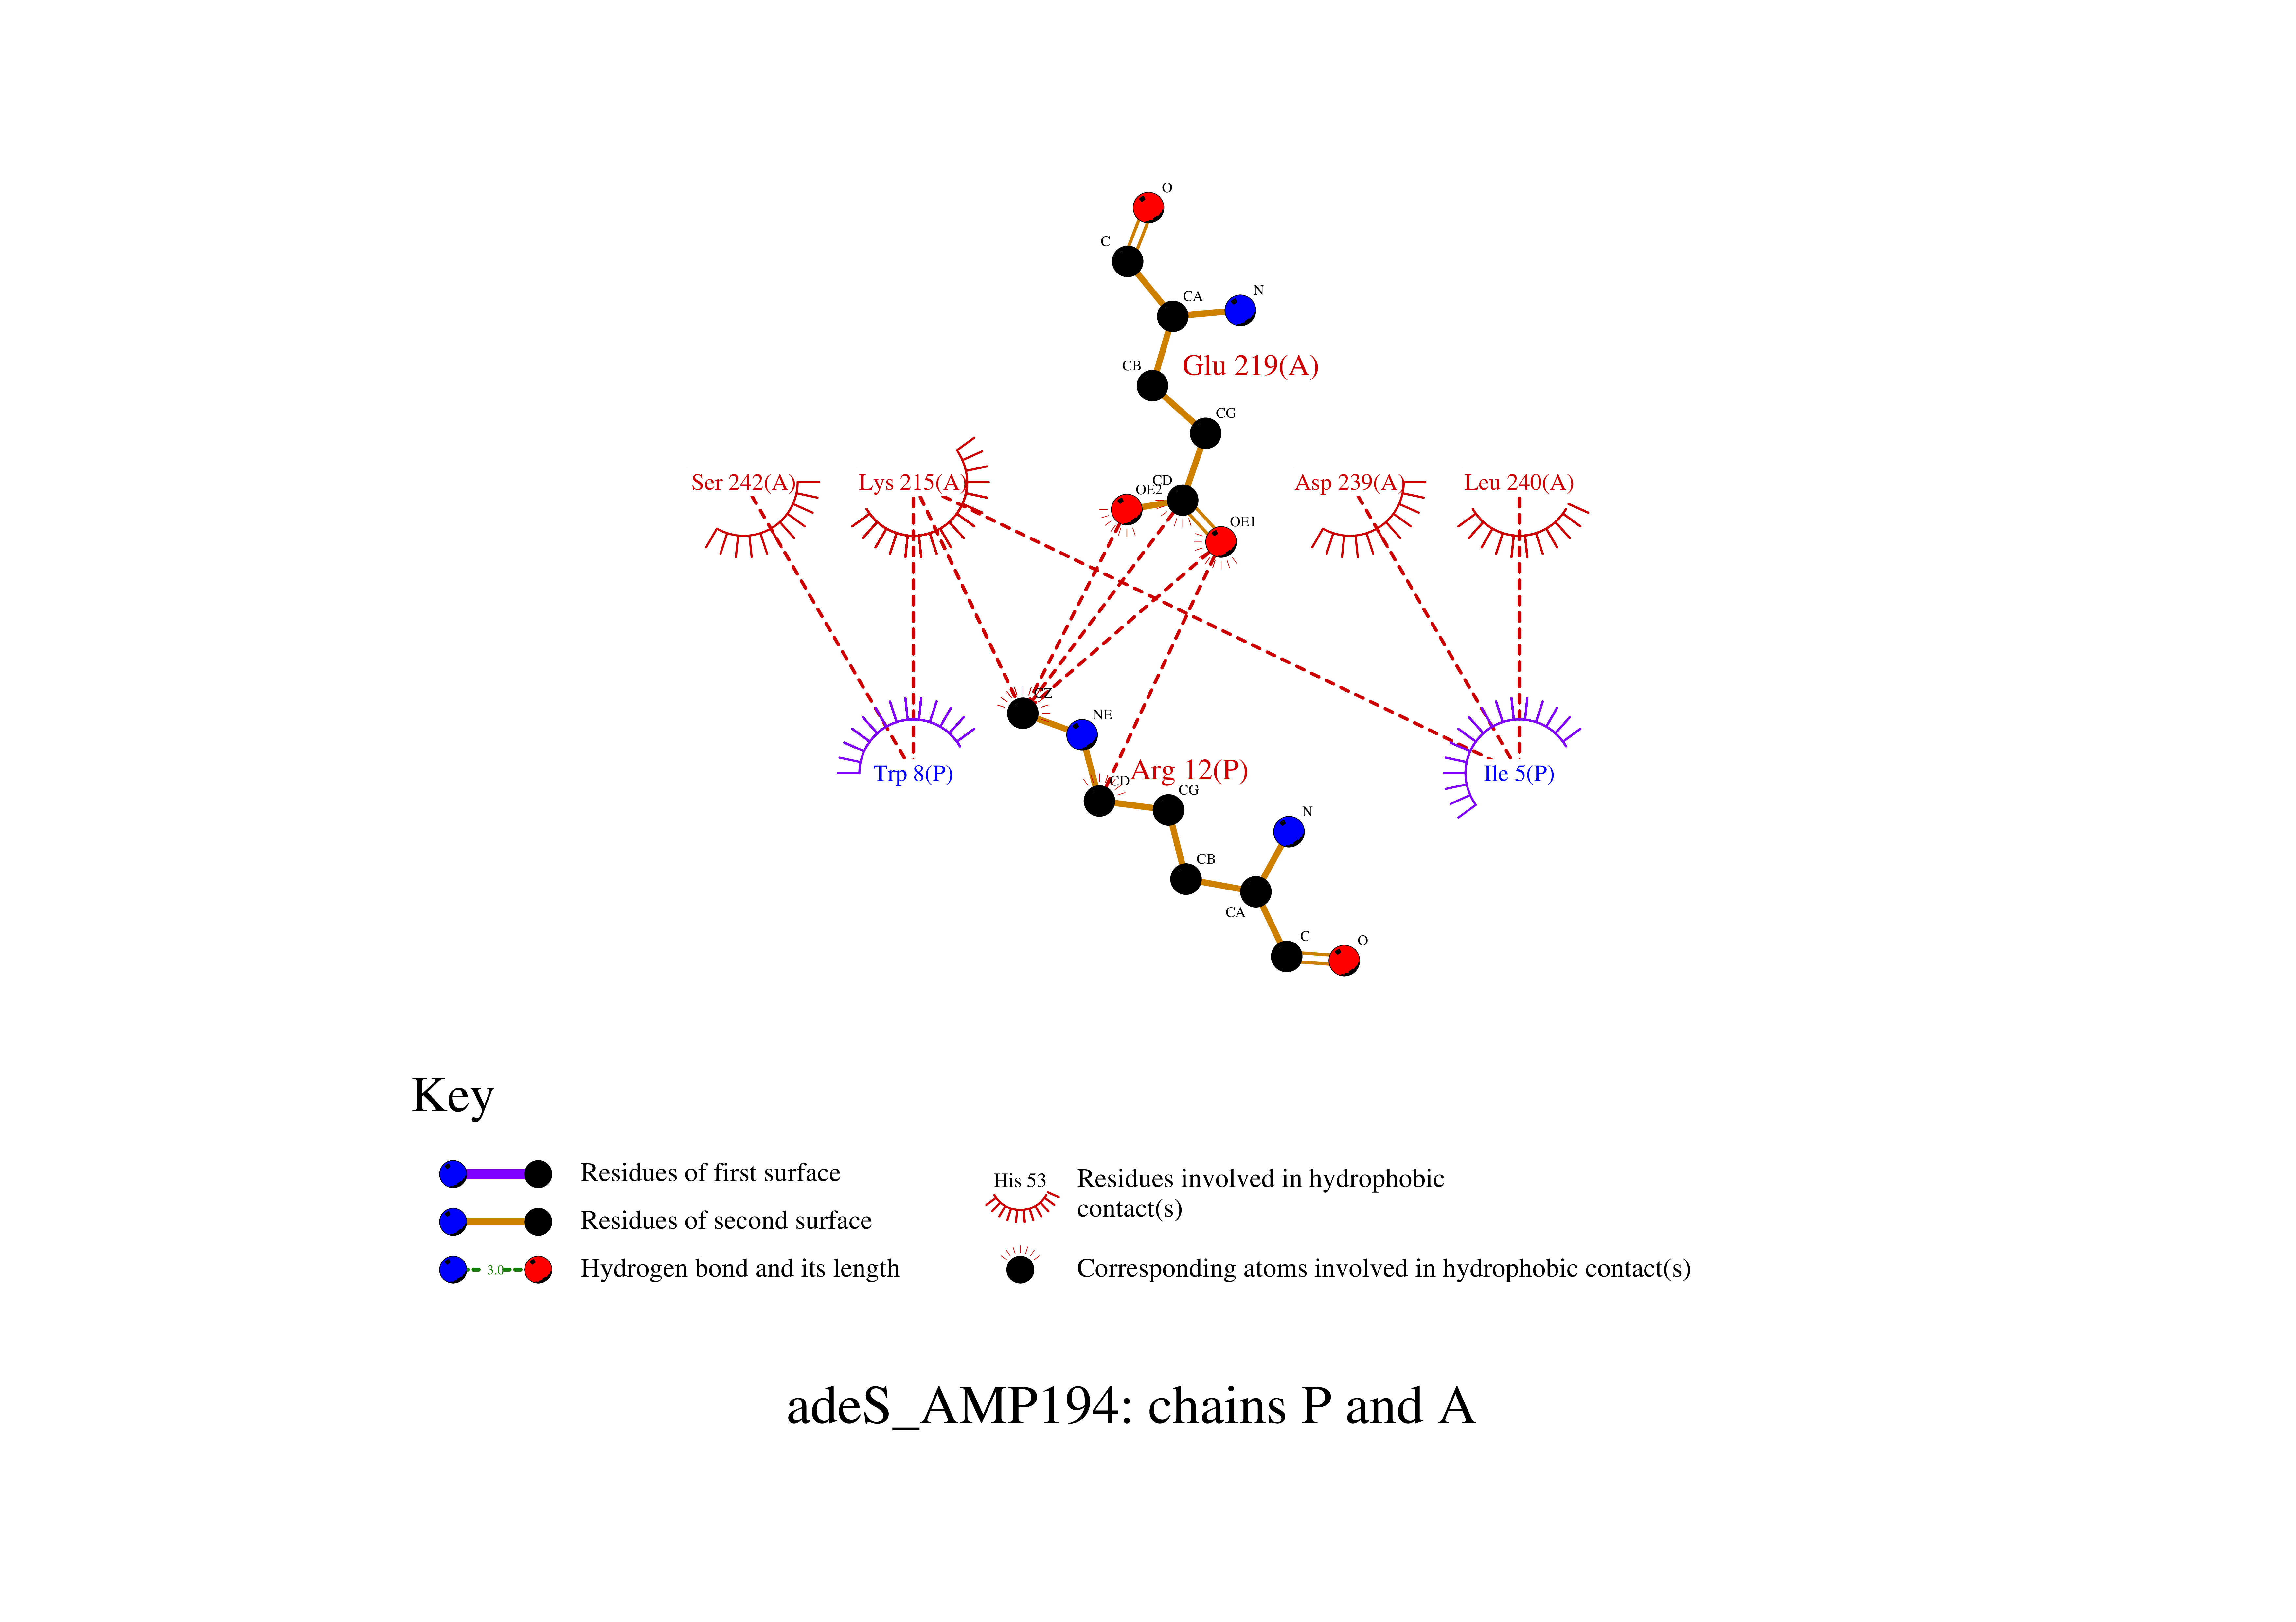 O
C
N
CA
Glu 219(A)
CB
CG
CD
OE2
OE1
Ser 242(A)
Lys 215(A)
Asp 239(A)
Leu 240(A)
CZ
NE
Arg 12(P)
Trp 8(P)
Ile 5(P)
CD
CG
N
CB
CA
C
O
Key
Residues of first surface
Residues of second surface
3.0
Hydrogen bond and its length
His 53
Residues involved in hydrophobic
contact(s)
Corresponding atoms involved in hydrophobic contact(s)
adeS_AMP194: chains P and A